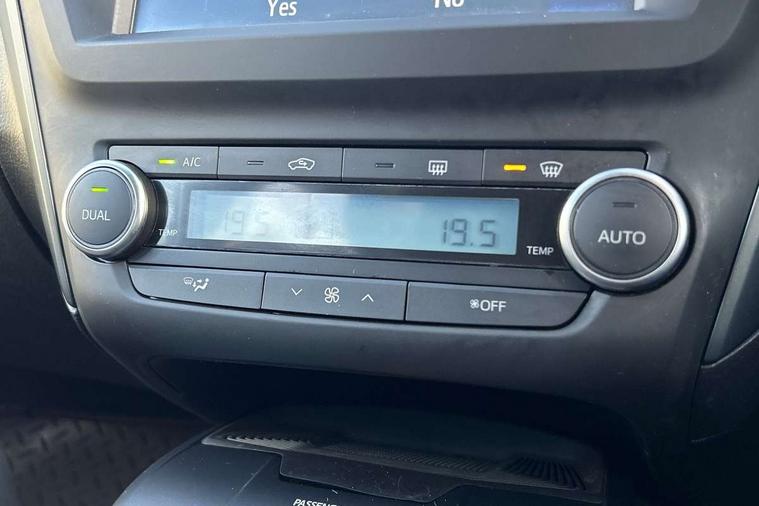 Yes No
A/C
DUAL
TEMP
19.5
19.5
TEMP
AUTO
OFF